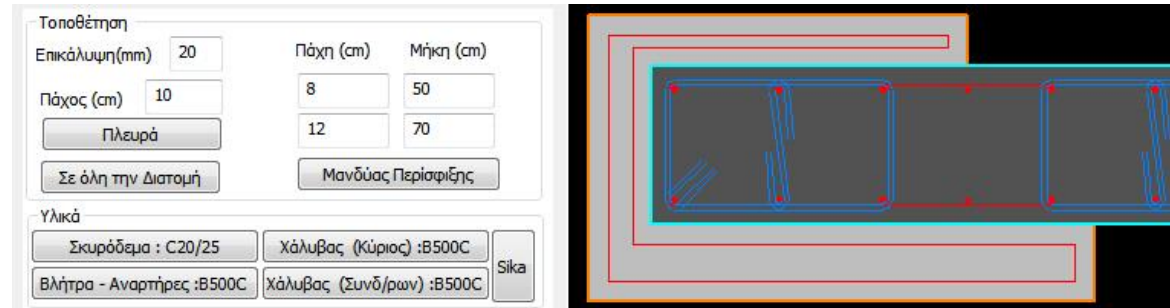 Τοποθέτηση
Επικάλυψη(mm) 20 Πάχη (cm) Μήκη (cm)
Πάχος (cm) 10 8 50
Πλευρά 12 70
Σε όλη την Διατομή Μανδύας Περίσφιξης
Υλικά
Σκυρόδεμα : C20/25 Χάλυβας (Κύριος) :B500C Sika
Βλήτρα - Αναρτήρες :B500C Χάλυβας (Συνδ/ρων) :B500C